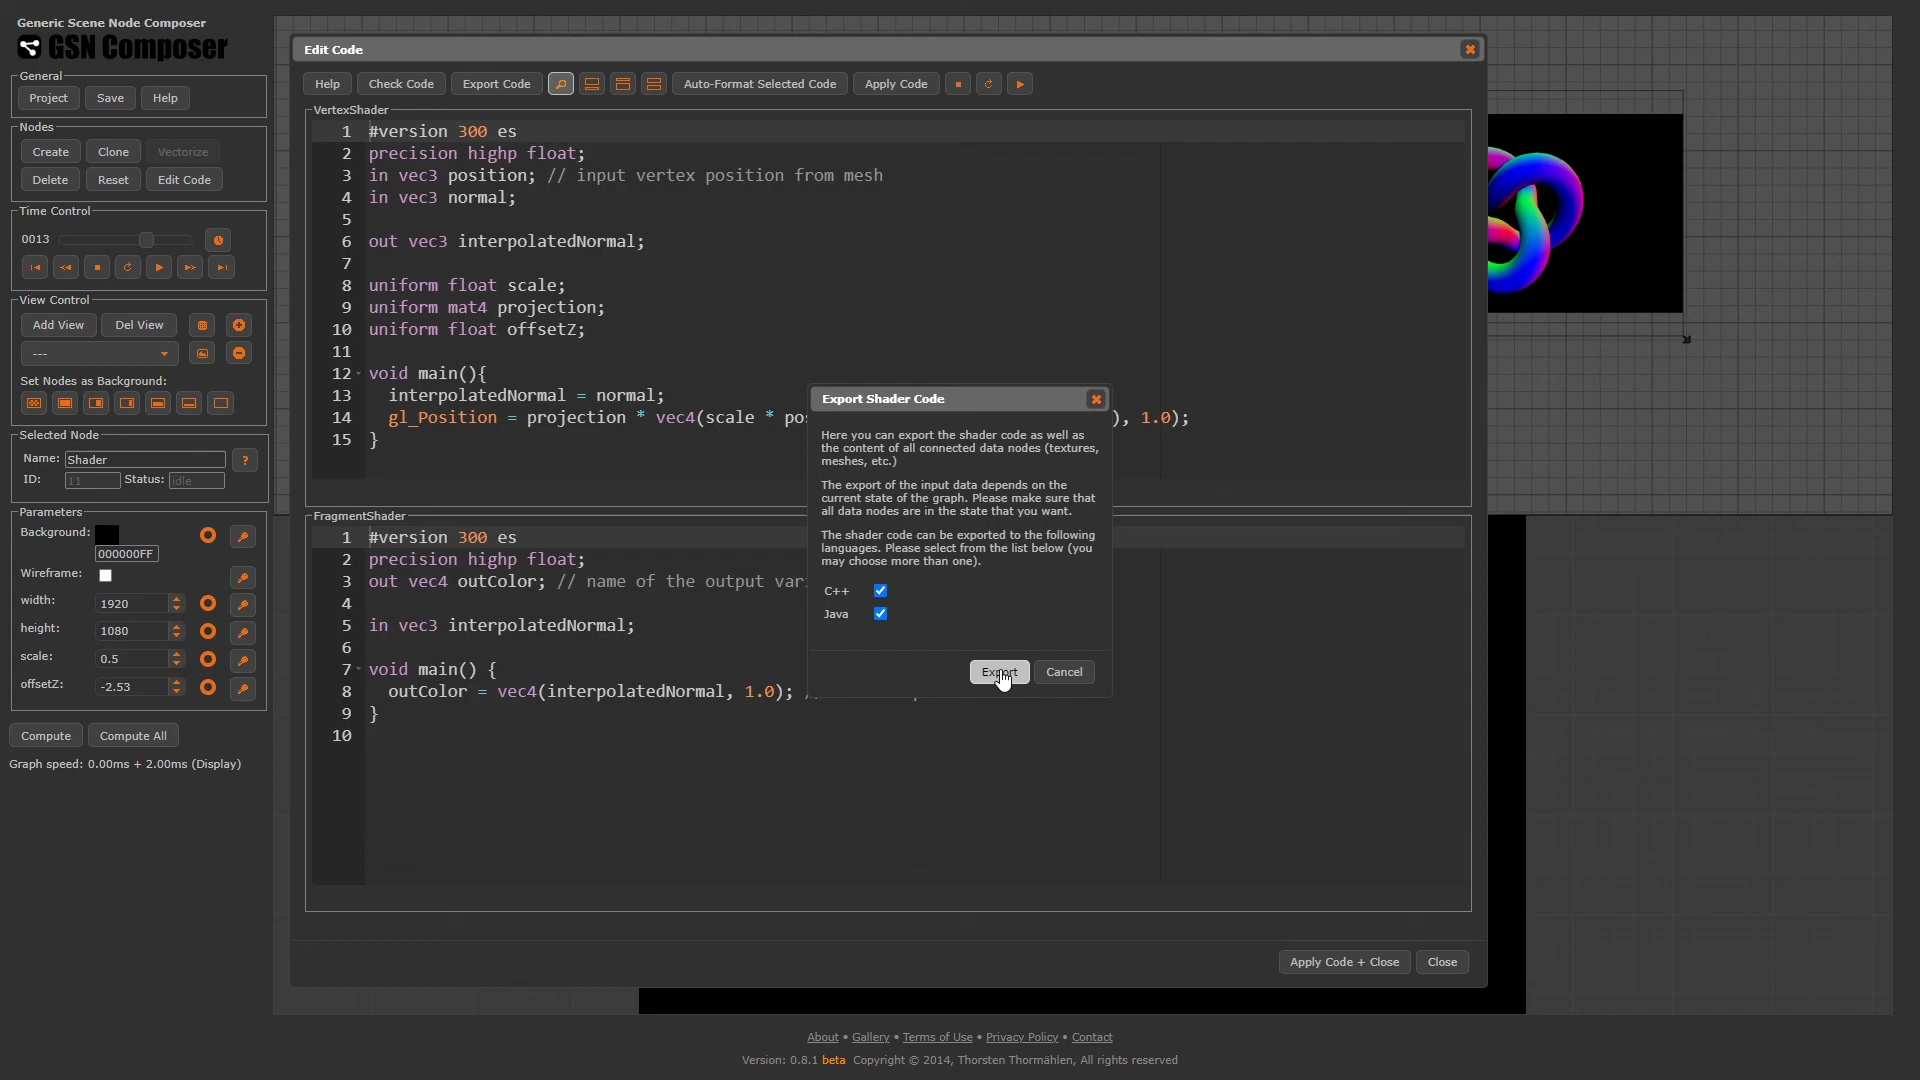 Generic Scene Node Composer
GSN Composer
General
Project Save Help
Nodes
Create Clone Vectorize
Delete Reset Edit Code
Time Control
0013
View Control
Add View Del View
---
Set Nodes as Background:
Selected Node
Name: Shader ?
ID: 11 Status: idle
Parameters
Background:
000000FF
Wireframe:
width: 1920
height: 1080
scale: 0.5
offsetZ: -2.53
Compute Compute All
Graph speed: 0.00ms + 2.00ms (Display)
Edit Code
Help Check Code Export Code Auto-Format Selected Code Apply Code
VertexShader
1 #version 300 es
2 precision highp float;
3 in vec3 position; // input vertex position from mesh
4 in vec3 normal;
5
6 out vec3 interpolatedNormal;
7
8 uniform float scale;
9 uniform mat4 projection;
10 uniform float offsetZ;
11
12 void main(){
13 interpolatedNormal = normal;
14 gl_Position = projection * vec4(scale * pos ), 1.0);
15 }
FragmentShader
1 #version 300 es
2 precision highp float;
3 out vec4 outColor; // name of the output var
4
5 in vec3 interpolatedNormal;
6
7 void main() {
8 outColor = vec4(interpolatedNormal, 1.0);
9 }
10
Export Shader Code
Here you can export the shader code as well as
the content of all connected data nodes (textures,
meshes, etc.)
The export of the input data depends on the
current state of the graph. Please make sure that
all data nodes are in the state that you want.
The shader code can be exported to the following
languages. Please select from the list below (you
may choose more than one).
C++
Java
Export Cancel
Apply Code + Close Close
About • Gallery • Terms of Use • Privacy Policy • Contact
Version: 0.8.1 beta Copyright © 2014, Thorsten Thormählen, All rights reserved